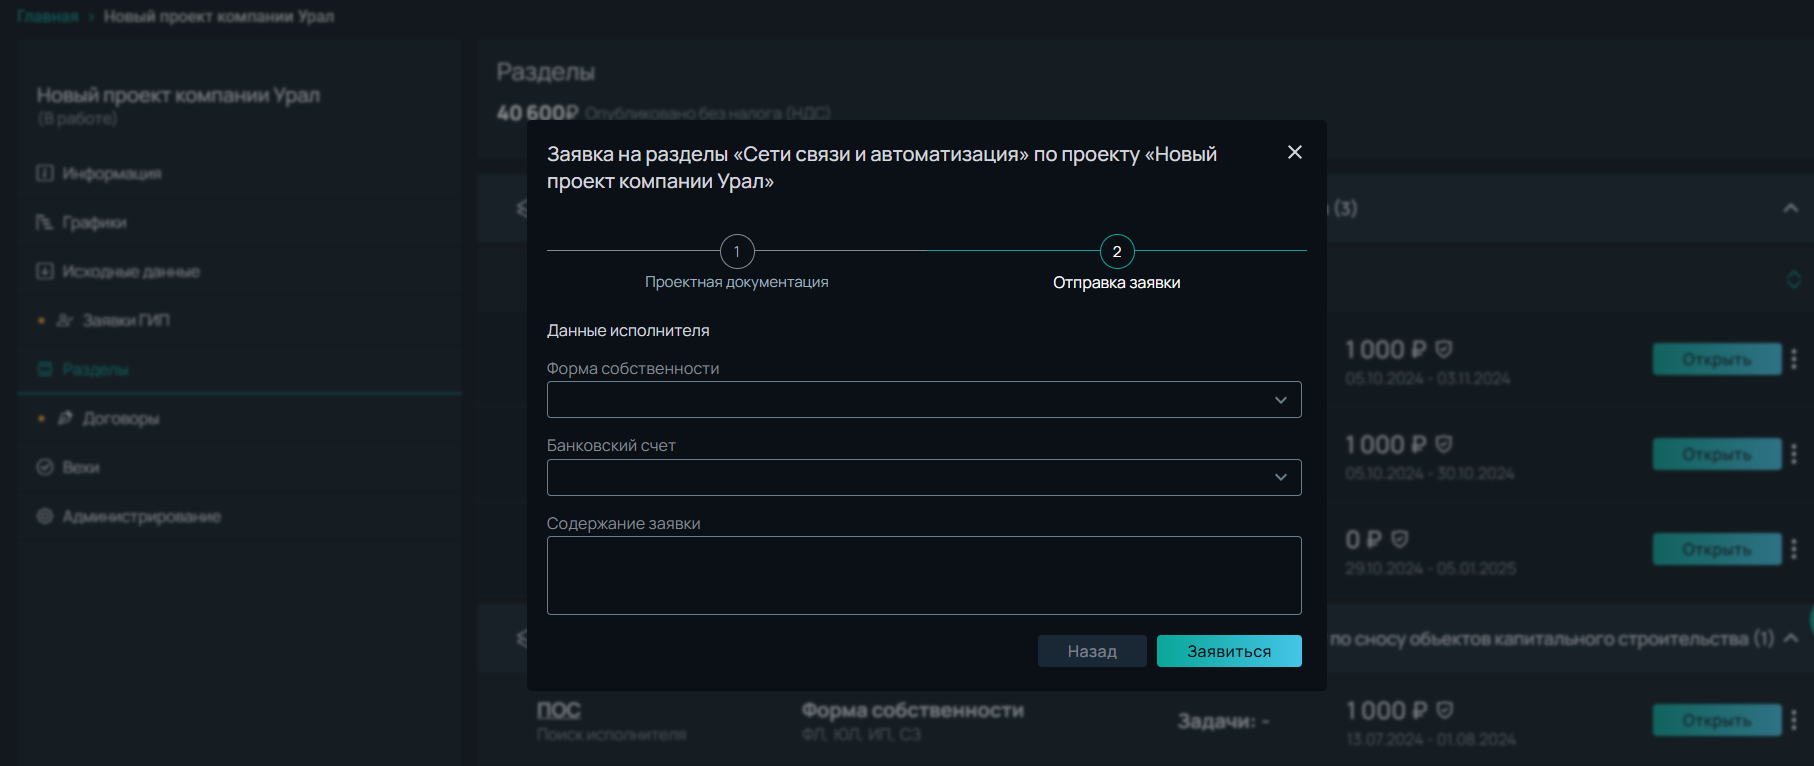 Главная › Новый проект компании Урал
Новый проект компании Урал
(В работе)
Информация
Графики
Исходные данные
Заявки ГИП
Разделы
Договоры
Вехи
Администрирование
Разделы
40 600₽ Опубликовано без налога (НДС)
(3)
Заявка на разделы «Сети связи и автоматизация» по проекту «Новый
проект компании Урал»
1
Проектная документация
2
Отправка заявки
Данные исполнителя
Форма собственности
Банковский счет
Содержание заявки
Назад
Заявиться
1 000 ₽
05.10.2024 - 03.11.2024
Открыть
1 000 ₽
05.10.2024 - 30.10.2024
Открыть
0 ₽
29.10.2024 - 05.01.2025
Открыть
по сносу объектов капитального строительства (1)
ПОС
Поиск исполнителя
Форма собственности
ФЛ, ЮЛ, ИП, СЗ
Задачи: -
1 000 ₽
13.07.2024 - 01.08.2024
Открыть